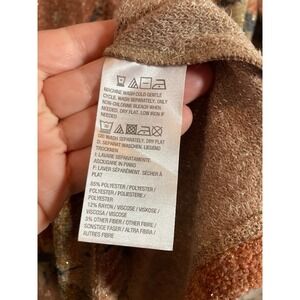 MACHINE WASH COLD GENTLE
CYCLE, WASH SEPARATELY, ONLY
NON-CHLORINE BLEACH WHEN
NEEDED, DRY FLAT, LOW IRON IF
NEEDED
GB: WASH SEPARATELY, DRY FLAT
D: SEPARAT WASCHEN, LIEGEND
TROCKNEN
I: LAVARE SEPARATAMENTE
ASCIUGARE IN PIANO
F: LAVER SÉPARÉMENT. SÉCHER
À PLAT
85% POLYESTER / POLYESTER
POLYESTER / POLIESTERE
POLYESTER
12% RAYON / VISCOSE / VISKOSE /
VISCOSA / VISCOSE
3% OTHER FIBER / OTHER FIBRE /
SONSTIGE FASER / ALTRA FIBRA /
AUTRES FIBRE